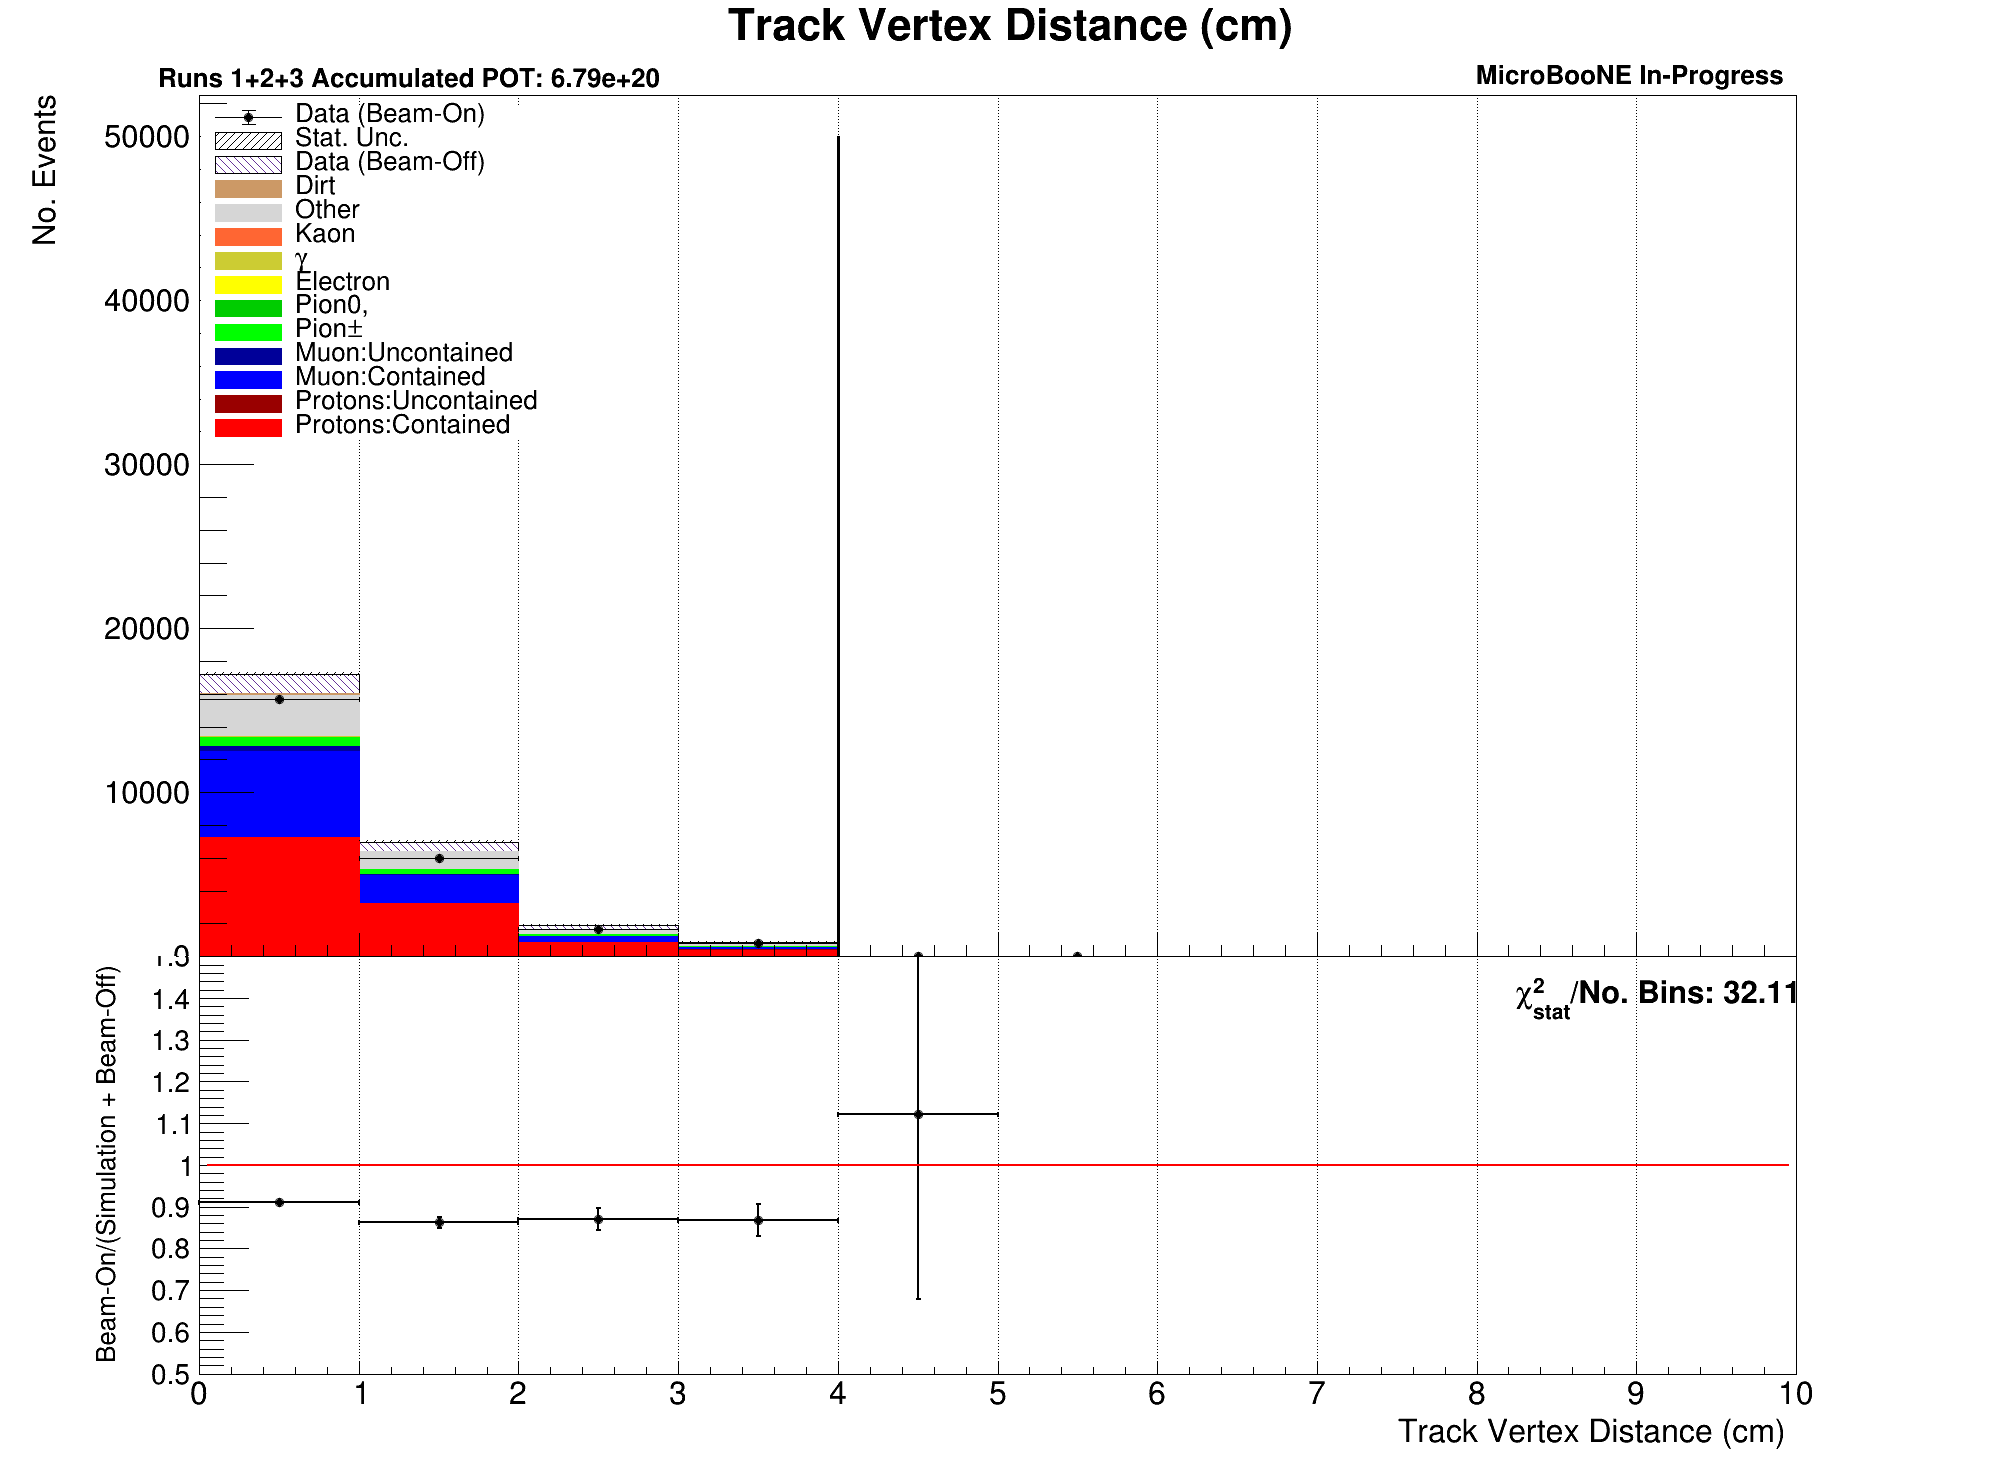 Track Vertex Distance (cm)
Runs 1+2+3 Accumulated POT: 6.79e+20
MicroBooNE In-Progress
No. Events
50000
40000
30000
20000
10000
0
Data (Beam-On)
Stat. Unc.
Data (Beam-Off)
Dirt
Other
Kaon
γ
Electron
Pion0,
Pion±
Muon:Uncontained
Muon:Contained
Protons:Uncontained
Protons:Contained
Beam-On/(Simulation + Beam-Off)
χ²stat/No. Bins: 32.11
1.4
1.3
1.2
1.1
1
0.9
0.8
0.7
0.6
0.5
0 1 2 3 4 5 6 7 8 9 10
Track Vertex Distance (cm)